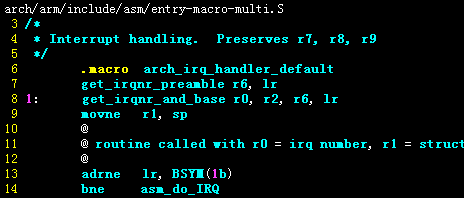 arch/arm/include/asm/entry-macro-multi.S
3 /*
4  * Interrupt handling.  Preserves r7, r8, r9
5  */
6         .macro  arch_irq_handler_default
7         get_irqnr_preamble r6, lr
8 1:      get_irqnr_and_base r0, r2, r6, lr
9         movne   r1, sp
10         @
11         @ routine called with r0 = irq number, r1 = struct
12         @
13         adrne   lr, BSYM(1b)
14         bne     asm_do_IRQ